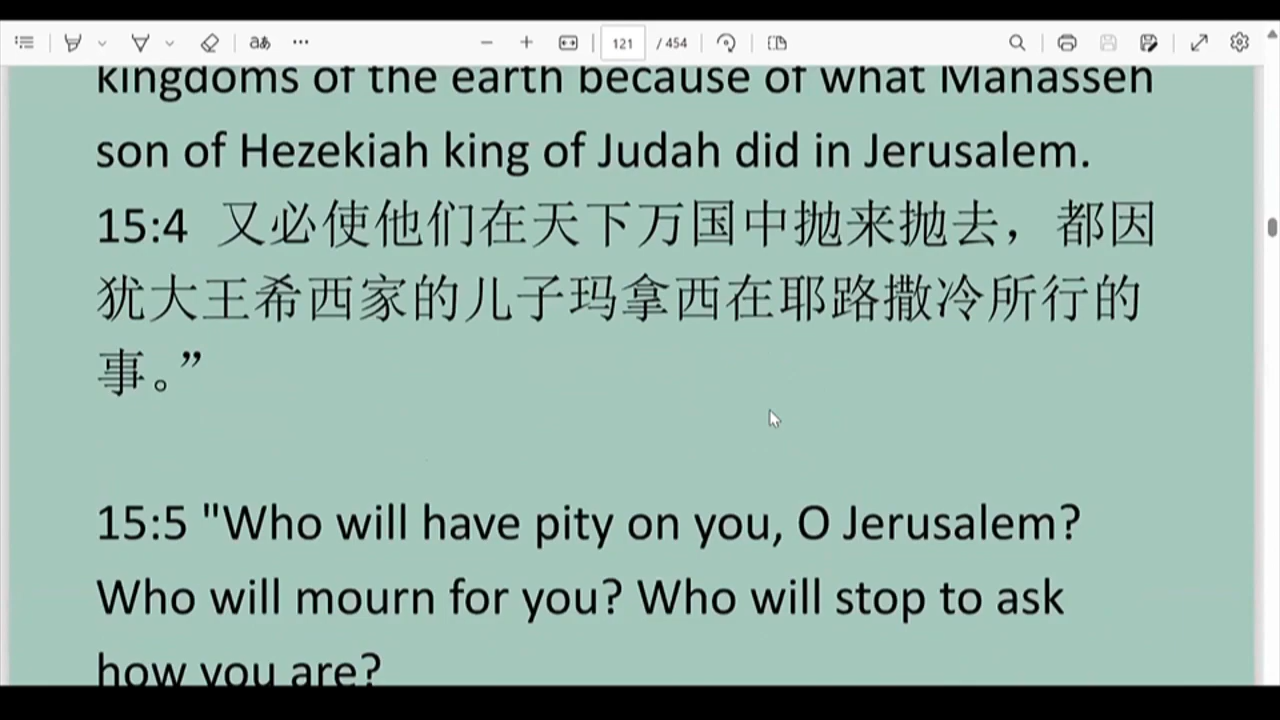 aあ
121 / 454
kingdoms of the earth because of what Manasseh
son of Hezekiah king of Judah did in Jerusalem.
15:4 又必使他们在天下万国中抛来抛去，都因
犹大王希西家的儿子玛拿西在耶路撒冷所行的
事。”
15:5 "Who will have pity on you, O Jerusalem?
Who will mourn for you? Who will stop to ask
how you are?